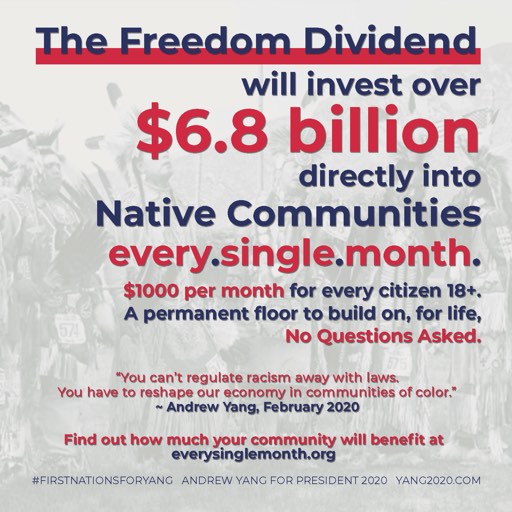 The Freedom Dividend
will invest over
$6.8 billion
directly into
Native Communities
every.single.month.
$1000 per month for every citizen 18+.
A permanent floor to build on, for life,
No Questions Asked.
"You can't regulate racism away with laws.
You have to reshape our economy in communities of color."
~ Andrew Yang, February 2020
Find out how much your community will benefit at
everysinglemonth.org
#FIRSTNATIONSFORYANG ANDREW YANG FOR PRESIDENT 2020 YANG2020.COM
574